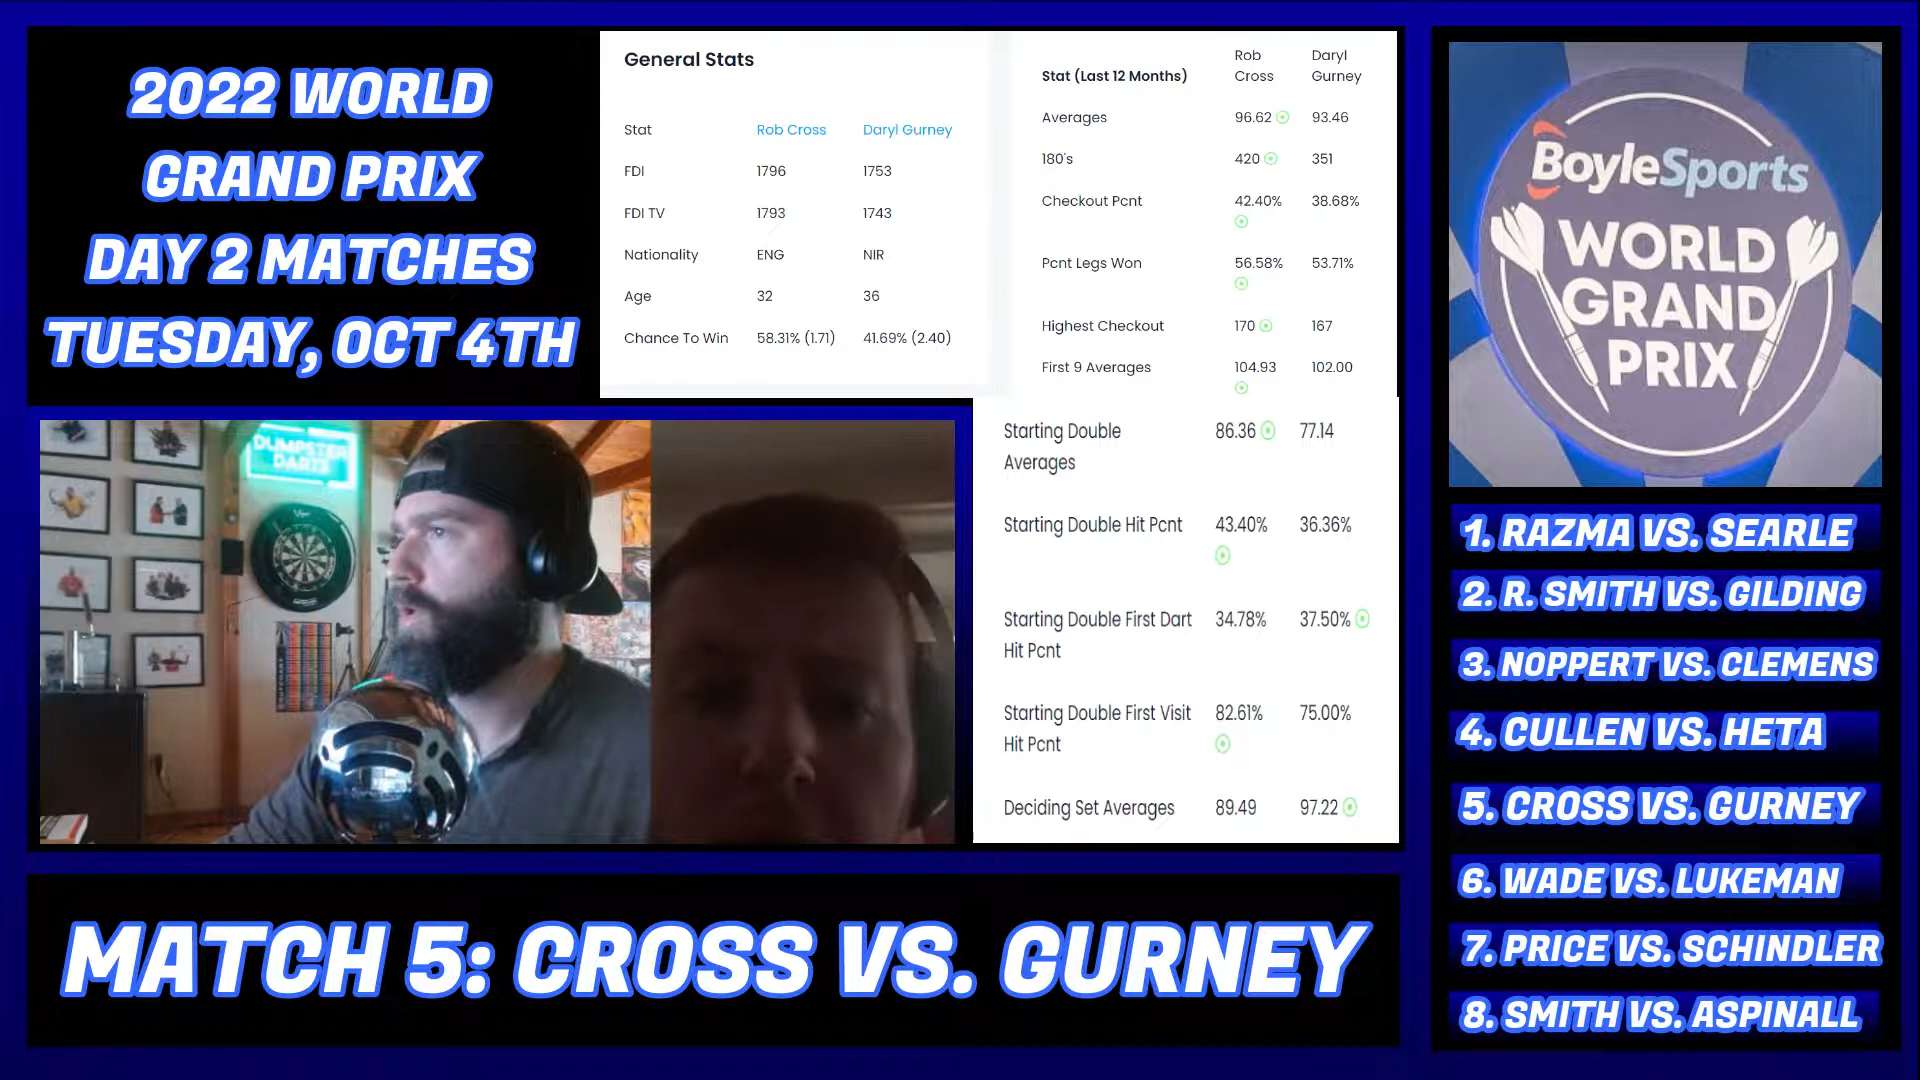 2022 WORLD
GRAND PRIX
DAY 2 MATCHES
TUESDAY, OCT 4TH
General Stats
Stat Rob Cross Daryl Gurney
FDI 1796 1753
FDI TV 1793 1743
Nationality ENG NIR
Age 32 36
Chance To Win 58.31% (1.71) 41.69% (2.40)
Rob Daryl
Stat (Last 12 Months) Cross Gurney
Averages 96.62 93.46
180's 420 351
Checkout Pcnt 42.40% 38.68%
Pcnt Legs Won 56.58% 53.71%
Highest Checkout 170 167
First 9 Averages 104.93 102.00
Starting Double 86.36 77.14
Averages
Starting Double Hit Pcnt 43.40% 36.36%
Starting Double First Dart 34.78% 37.50%
Hit Pcnt
Starting Double First Visit 82.61% 75.00%
Hit Pcnt
Deciding Set Averages 89.49 97.22
DUMPSTER
DARTS
MATCH 5: CROSS VS. GURNEY
BoyleSports
WORLD
GRAND
PRIX
1. RAZMA VS. SEARLE
2. R. SMITH VS. GILDING
3. NOPPERT VS. CLEMENS
4. CULLEN VS. HETA
5. CROSS VS. GURNEY
6. WADE VS. LUKEMAN
7. PRICE VS. SCHINDLER
8. SMITH VS. ASPINALL